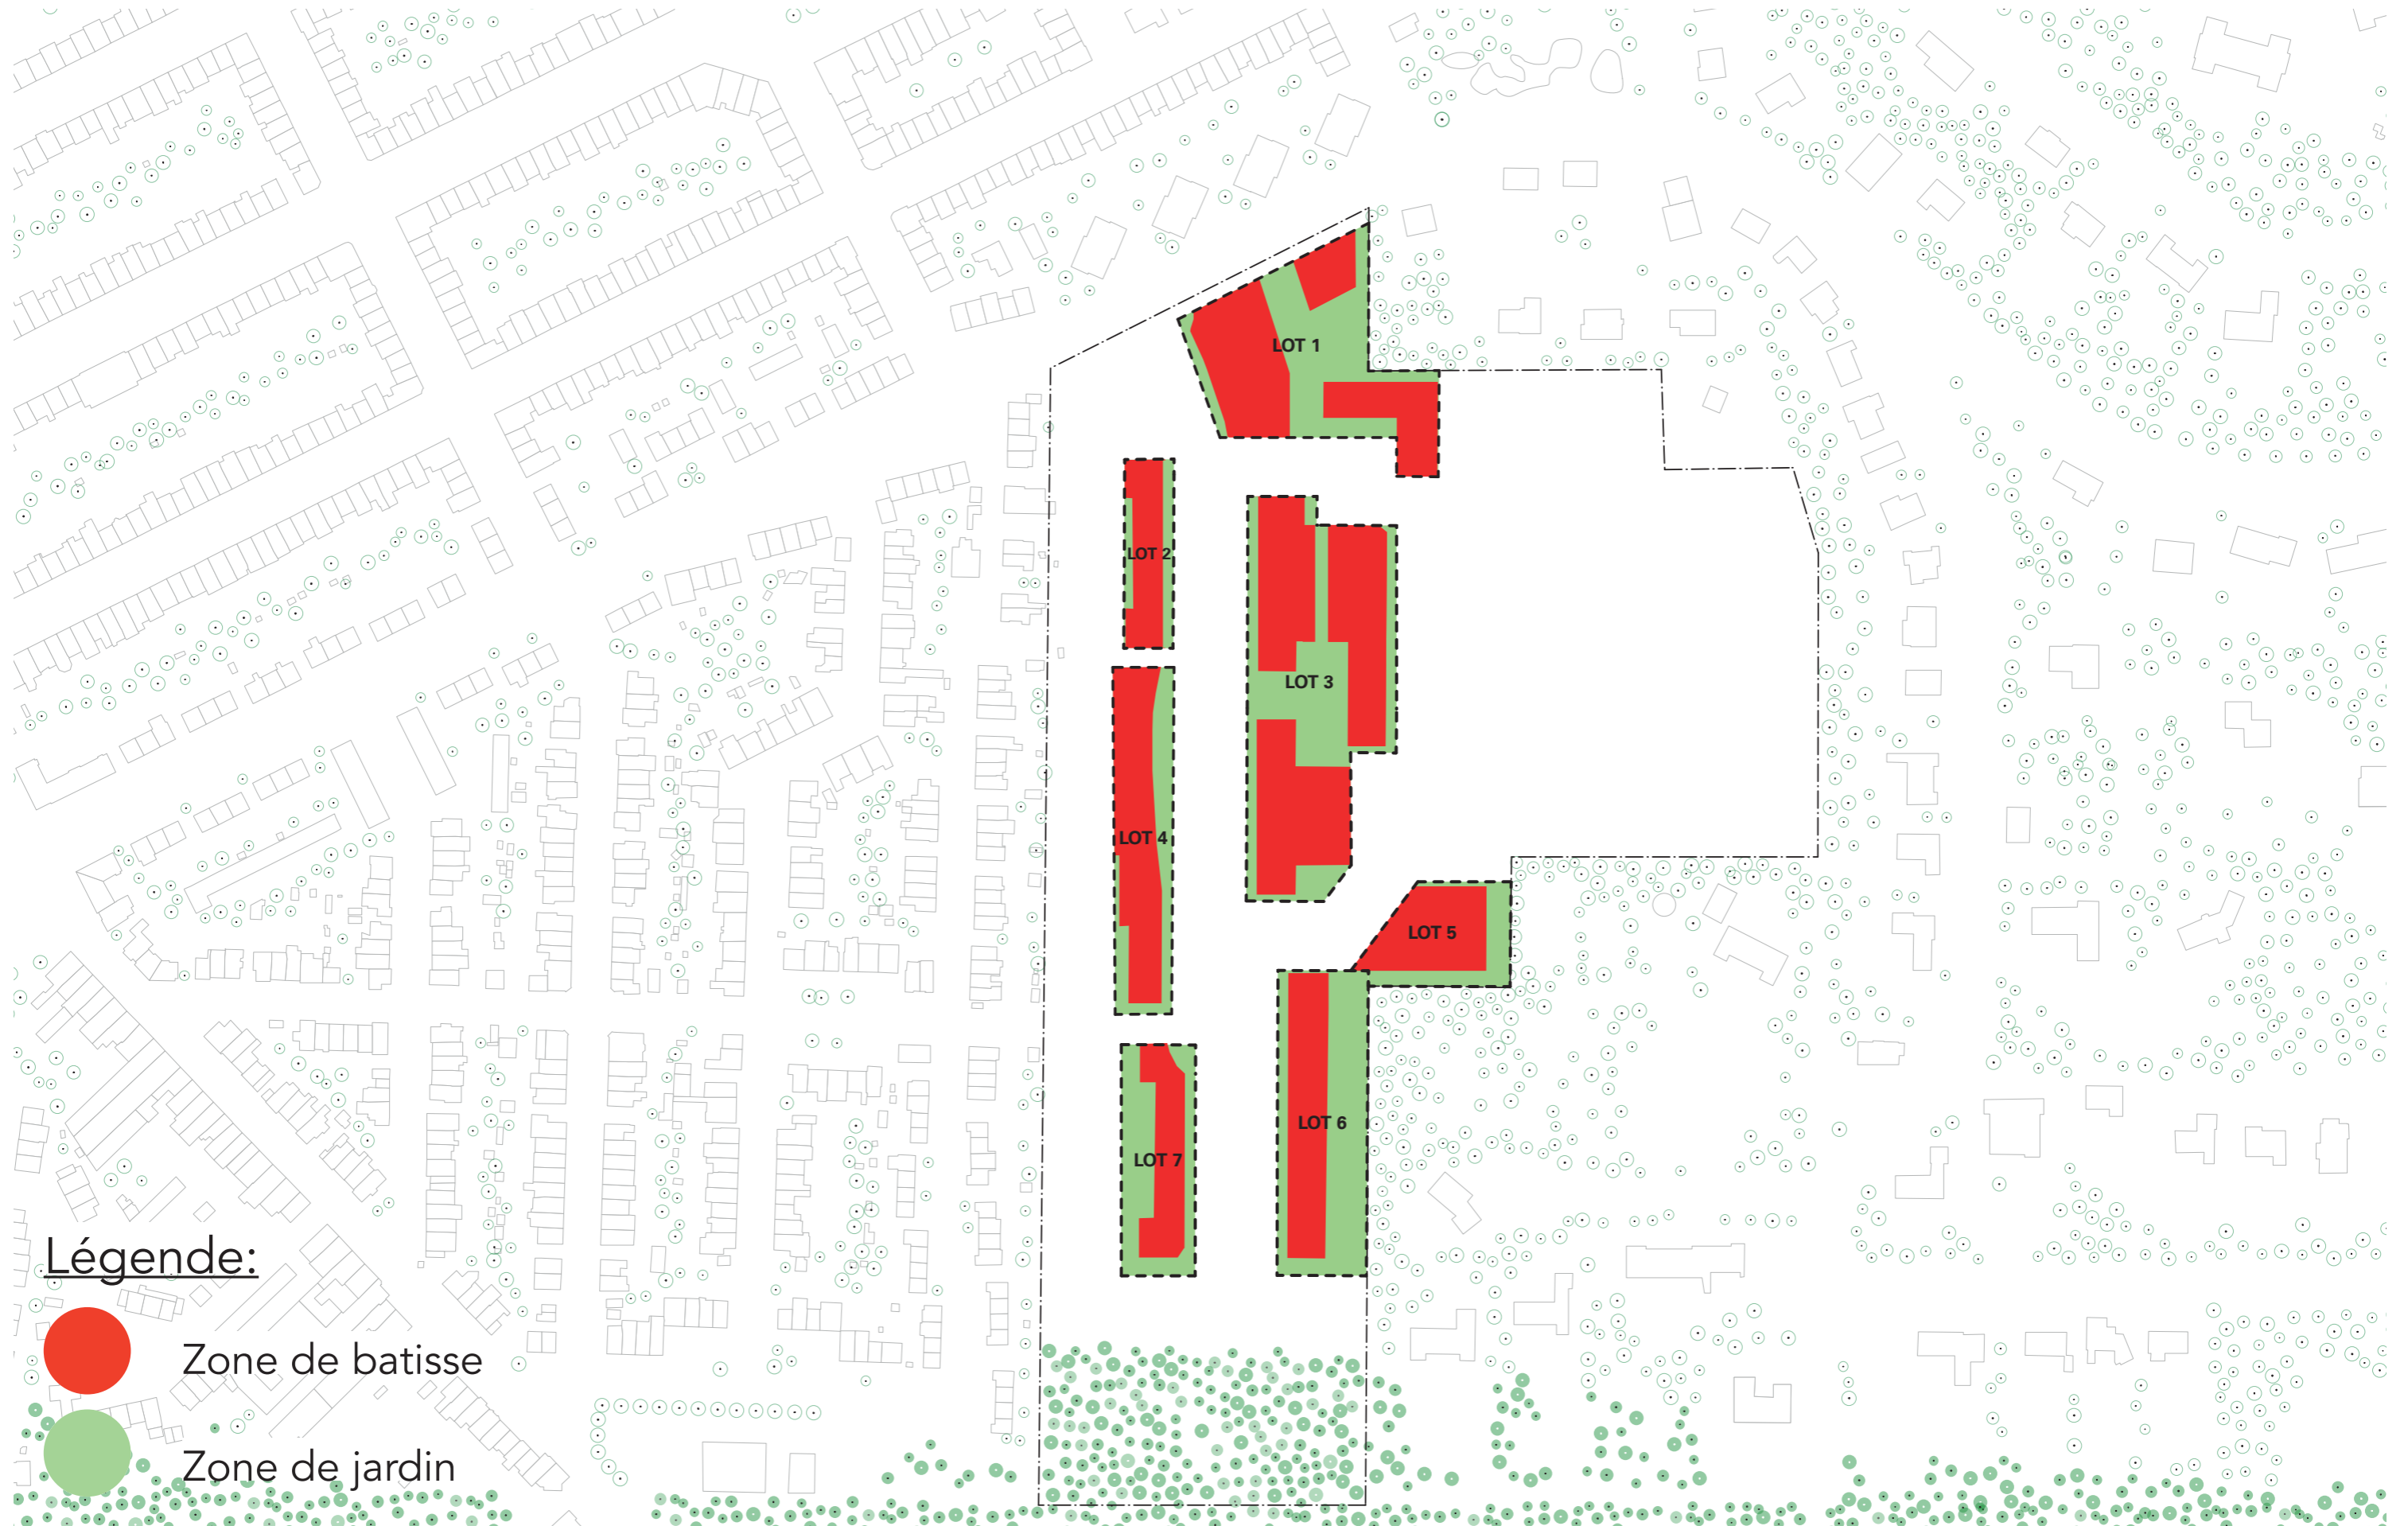 LOT 1
LOT 2
LOT 3
LOT 4
LOT 5
LOT 6
LOT 7
Légende:
Zone de batisse
Zone de jardin